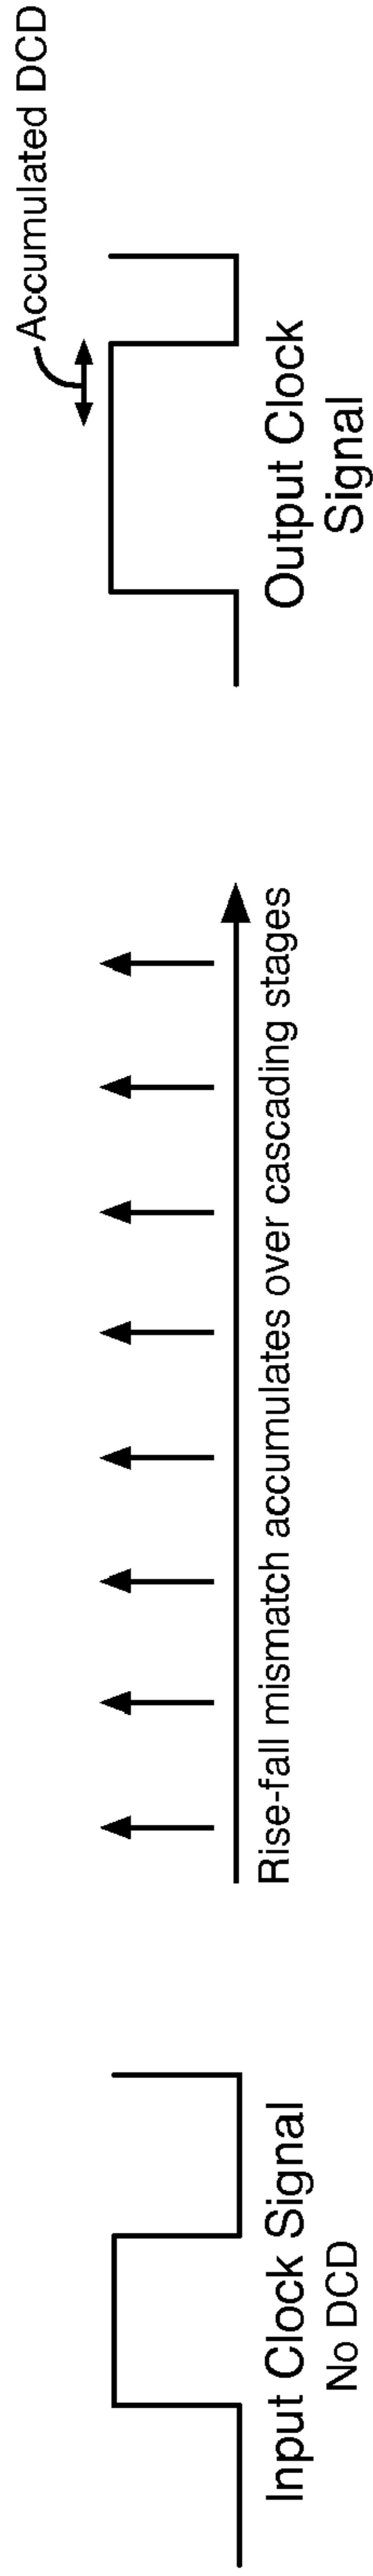 Input Clock Signal
No DCD
Rise-fall mismatch accumulates over cascading stages
Accumulated DCD
Output Clock
Signal